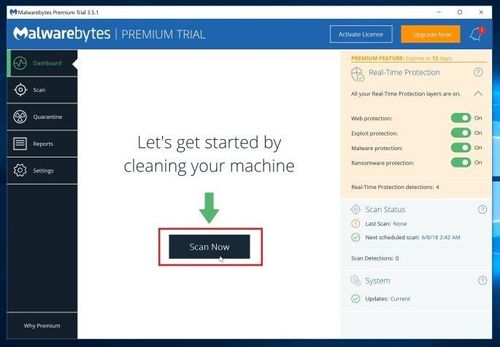 Malwarebytes Premium Trial 3.5.1
Malwarebytes | PREMIUM TRIAL
Activate License
Upgrade Now
Dashboard
Scan
Quarantine
Reports
Settings
Why Premium
Let's get started by
cleaning your machine
Scan Now
PREMIUM FEATURE: Expires in 13 days.
Real-Time Protection
All your Real-Time Protection layers are on.
Web protection: On
Exploit protection: On
Malware protection: On
Ransomware protection: On
Real-Time Protection detections: 4
Scan Status
Last Scan: None
Next scheduled scan: 6/8/18 2:42 AM
Scan Detections: 0
System
Updates: Current